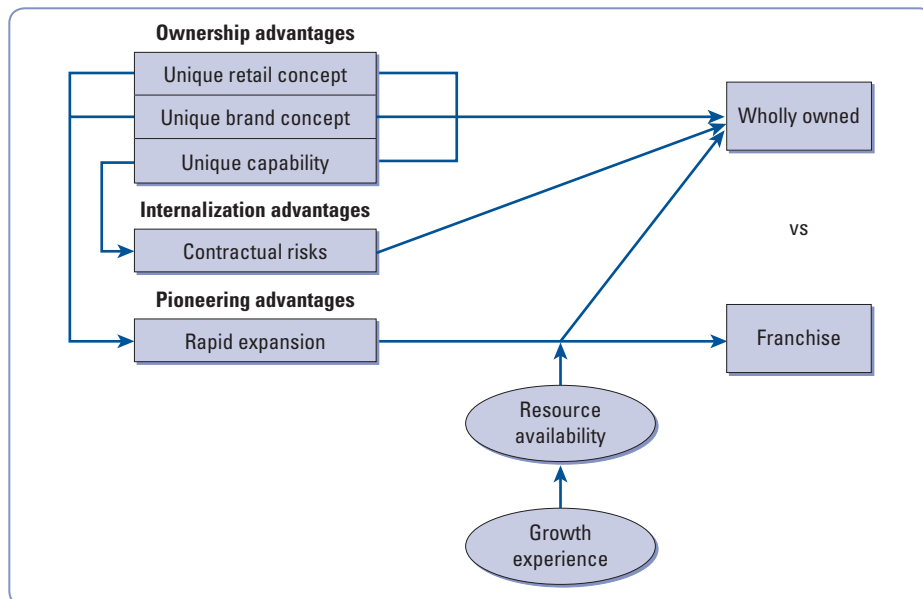 Ownership advantages
Unique retail concept
Unique brand concept
Unique capability
Wholly owned
Internalization advantages
Contractual risks
vs
Pioneering advantages
Rapid expansion
Franchise
Resource
availability
Growth
experience